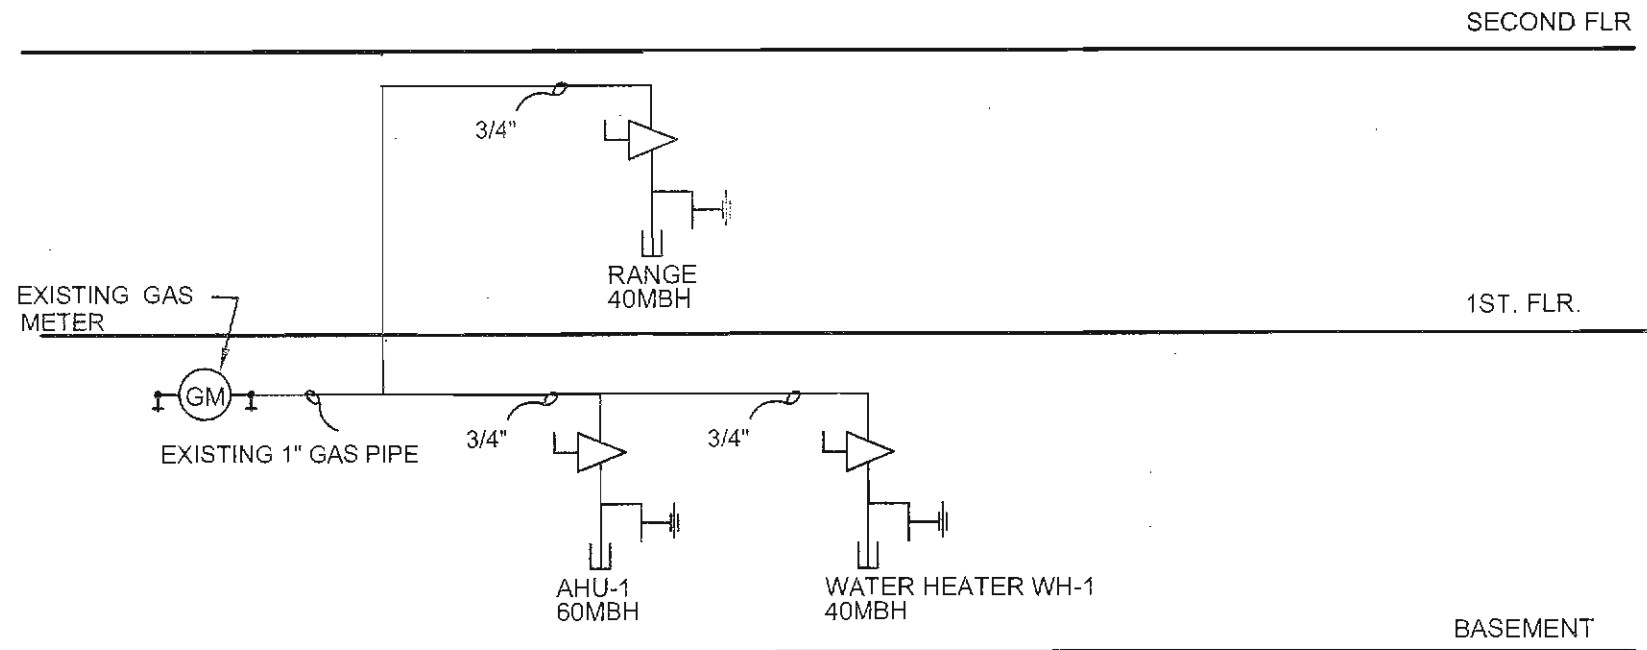 SECOND FLR
3/4"
RANGE
40MBH
EXISTING GAS
METER
1ST. FLR.
GM
EXISTING 1" GAS PIPE
3/4"
3/4"
AHU-1
60MBH
WATER HEATER WH-1
40MBH
BASEMENT